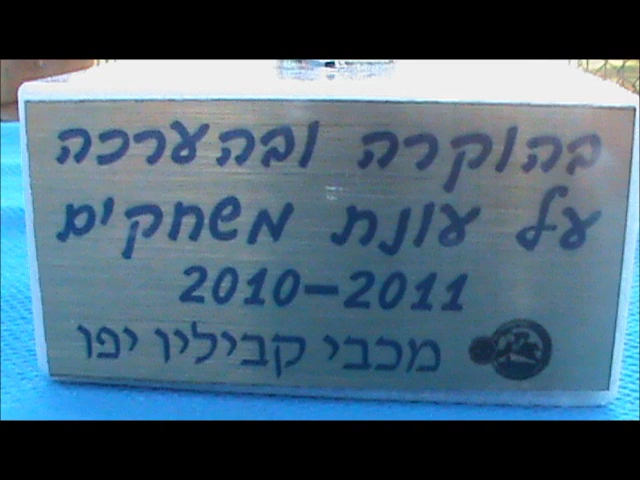 בהוקרה ובהערכה
על עונת משחקים
2010-2011
מכבי קביליו יפו